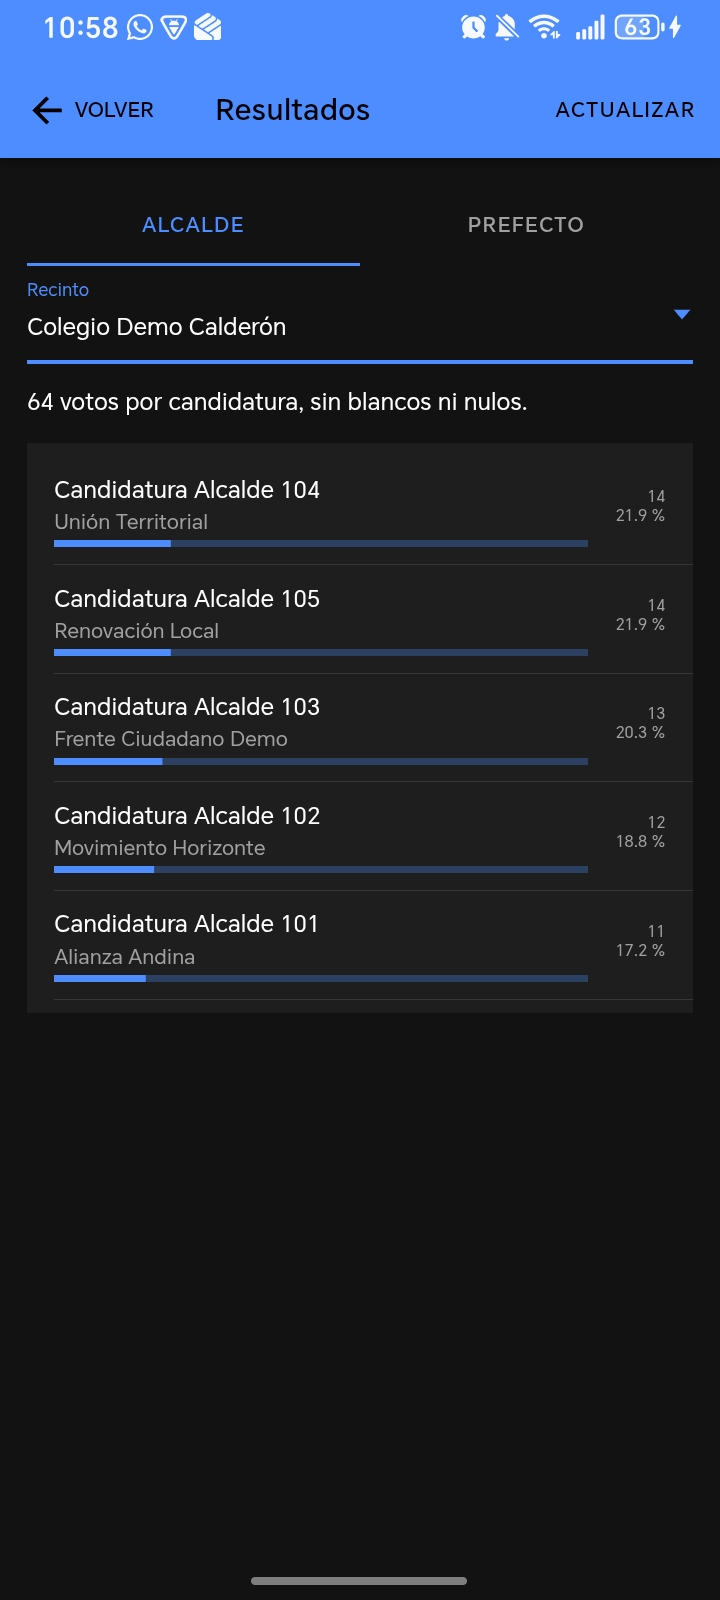 10:58 63
VOLVER Resultados ACTUALIZAR
ALCALDE PREFECTO
Recinto
Colegio Demo Calderón
64 votos por candidatura, sin blancos ni nulos.
Candidatura Alcalde 104
14
Unión Territorial
21.9 %
Candidatura Alcalde 105
14
Renovación Local
21.9 %
Candidatura Alcalde 103
13
Frente Ciudadano Demo
20.3 %
Candidatura Alcalde 102
12
Movimiento Horizonte
18.8 %
Candidatura Alcalde 101
11
Alianza Andina
17.2 %